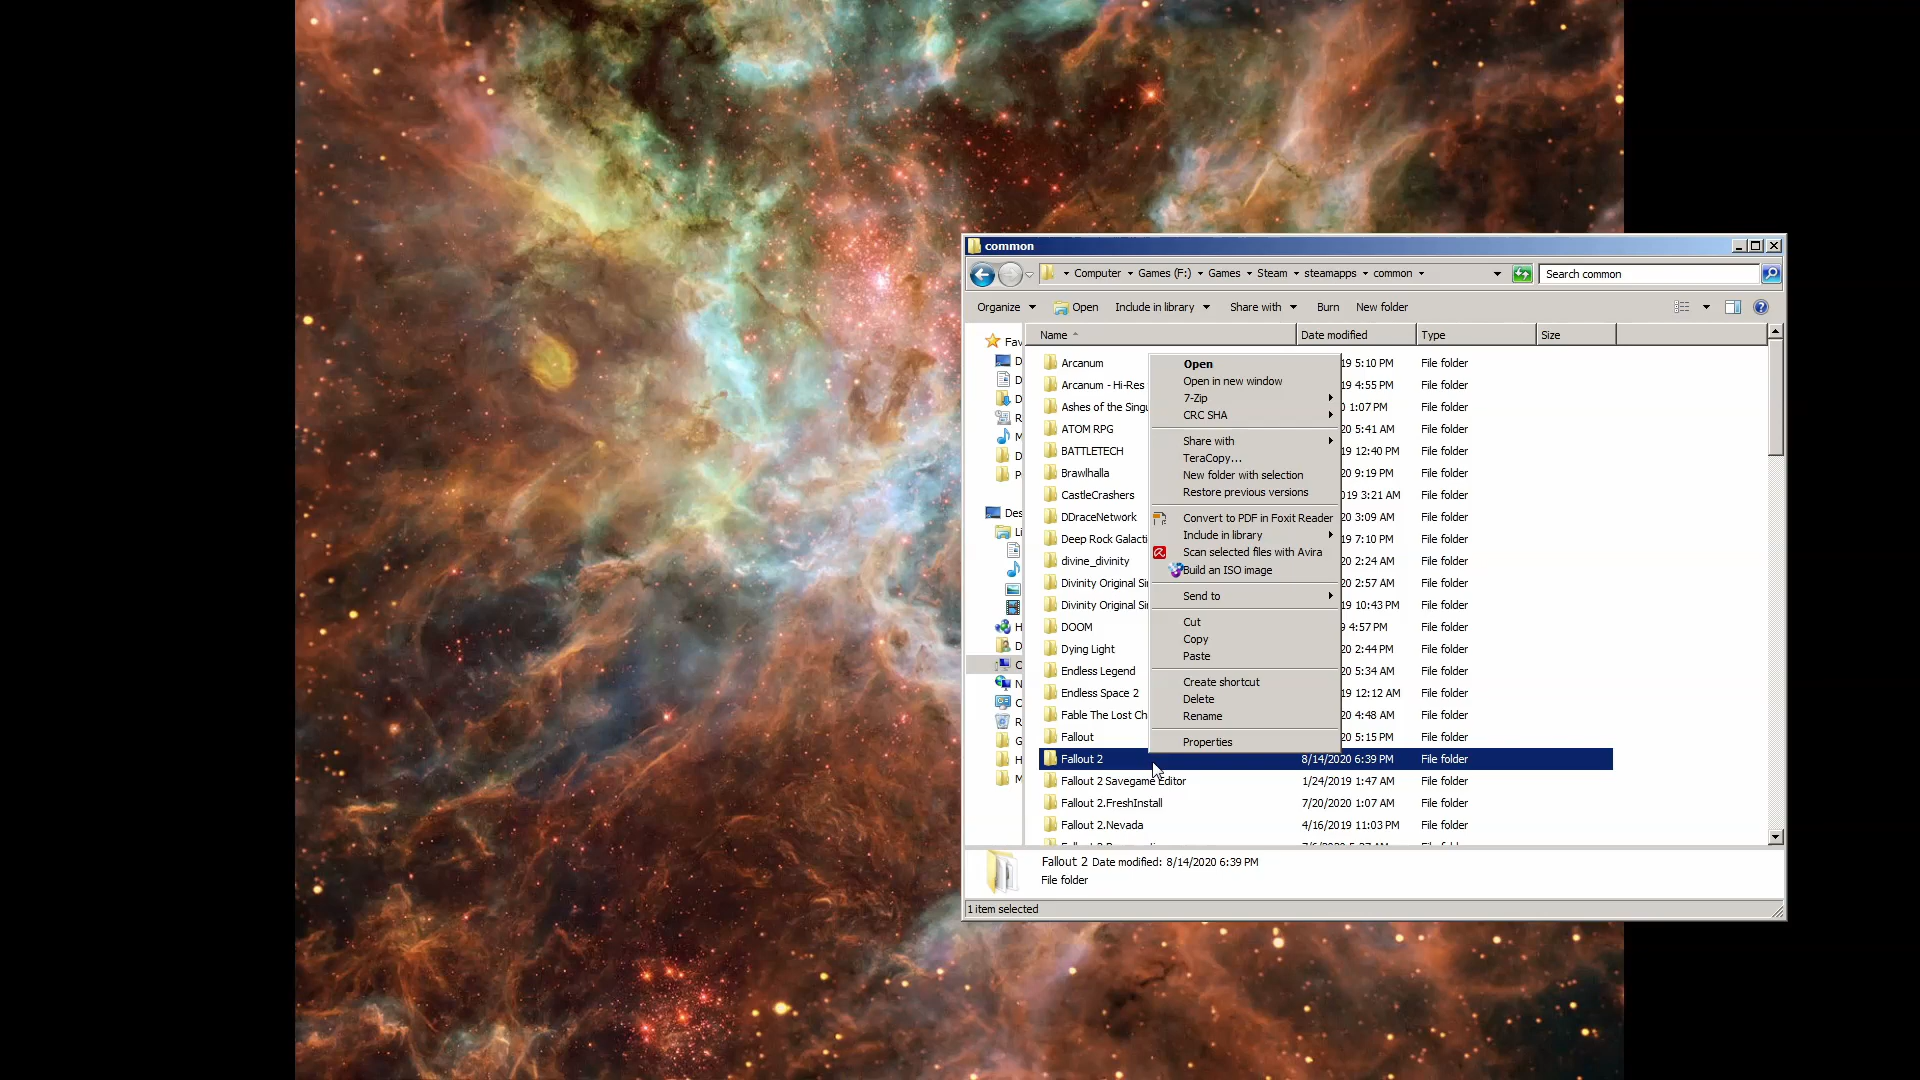 common
Computer Games (F:) Games Steam steamapps common
Search common
Organize Open Include in library Share with Burn New folder
Name Date modified Type Size
Fav
D
D
D
R
M
D
P
Des
Li
H
D
C
N
C
R
G
H
M
Arcanum 19 5:10 PM File folder
Arcanum - Hi-Res 19 4:55 PM File folder
Ashes of the Singu 0 1:07 PM File folder
ATOM RPG 20 5:41 AM File folder
BATTLETECH 19 12:40 PM File folder
Brawlhalla 20 9:19 PM File folder
CastleCrashers 019 3:21 AM File folder
DDraceNetwork 20 3:09 AM File folder
Deep Rock Galacti 19 7:10 PM File folder
divine_divinity 20 2:24 AM File folder
Divinity Original Si 20 2:57 AM File folder
Divinity Original Si 19 10:43 PM File folder
DOOM 9 4:57 PM File folder
Dying Light 20 2:44 PM File folder
Endless Legend 20 5:34 AM File folder
Endless Space 2 19 12:12 AM File folder
Fable The Lost Ch 20 4:48 AM File folder
Fallout 20 5:15 PM File folder
Fallout 2 8/14/2020 6:39 PM File folder
Fallout 2 Savegame Editor 1/24/2019 1:47 AM File folder
Fallout 2.FreshInstall 7/20/2020 1:07 AM File folder
Fallout 2.Nevada 4/16/2019 11:03 PM File folder
Open
Open in new window
7-Zip
CRC SHA
Share with
TeraCopy...
New folder with selection
Restore previous versions
Convert to PDF in Foxit Reader
Include in library
Scan selected files with Avira
Build an ISO image
Send to
Cut
Copy
Paste
Create shortcut
Delete
Rename
Properties
Fallout 2 Date modified: 8/14/2020 6:39 PM
File folder
1 item selected